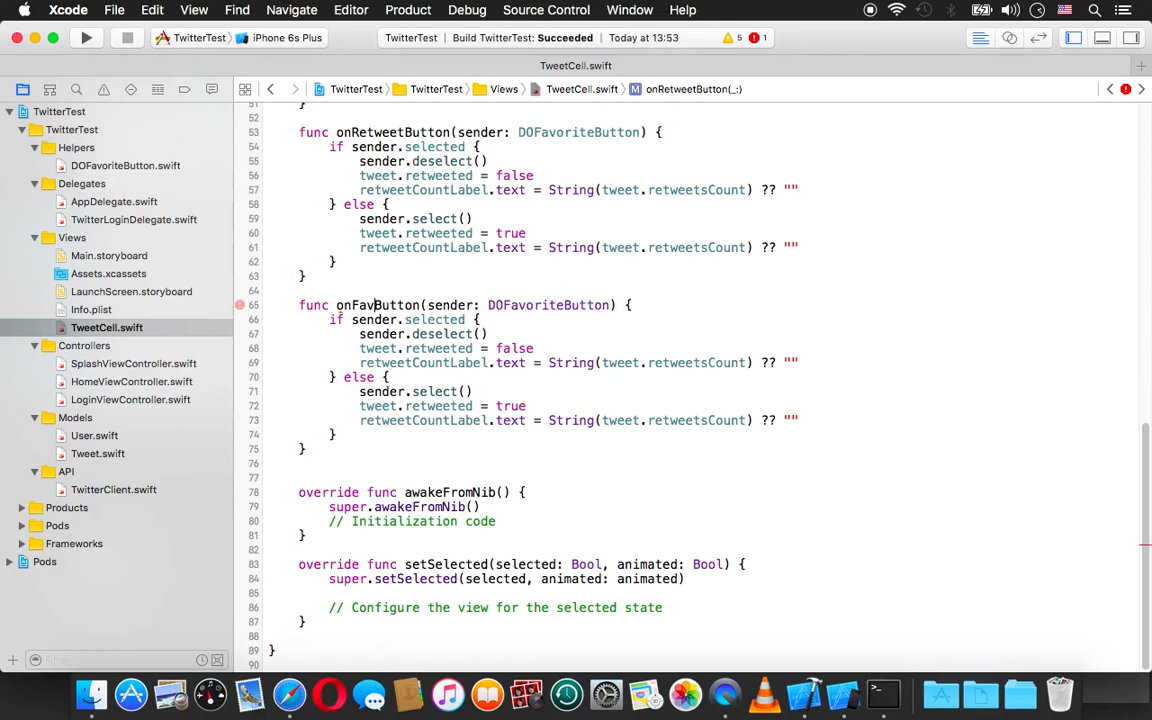 Xcode File Edit View Find Navigate Editor Product Debug Source Control Window Help
TwitterTest iPhone 6s Plus TwitterTest Build TwitterTest: Succeeded Today at 13:53 5 1
TweetCell.swift
TwitterTest TwitterTest Views TweetCell.swift M onRetweetButton(_:)
TwitterTest
TwitterTest
Helpers
DOFavoriteButton.swift
Delegates
AppDelegate.swift
TwitterLoginDelegate.swift
Views
Main.storyboard
Assets.xcassets
LaunchScreen.storyboard
Info.plist
TweetCell.swift
Controllers
SplashViewController.swift
HomeViewController.swift
LoginViewController.swift
Models
User.swift
Tweet.swift
API
TwitterClient.swift
Products
Pods
Frameworks
Pods
Filter
51 }
52
53 func onRetweetButton(sender: DOFavoriteButton) {
54 if sender.selected {
55 sender.deselect()
56 tweet.retweeted = false
57 retweetCountLabel.text = String(tweet.retweetsCount) ?? ""
58 } else {
59 sender.select()
60 tweet.retweeted = true
61 retweetCountLabel.text = String(tweet.retweetsCount) ?? ""
62 }
63 }
64
65 func onFavButton(sender: DOFavoriteButton) {
66 if sender.selected {
67 sender.deselect()
68 tweet.retweeted = false
69 retweetCountLabel.text = String(tweet.retweetsCount) ?? ""
70 } else {
71 sender.select()
72 tweet.retweeted = true
73 retweetCountLabel.text = String(tweet.retweetsCount) ?? ""
74 }
75 }
76
77
78 override func awakeFromNib() {
79 super.awakeFromNib()
80 // Initialization code
81 }
82
83 override func setSelected(selected: Bool, animated: Bool) {
84 super.setSelected(selected, animated: animated)
85
86 // Configure the view for the selected state
87 }
88
89 }
90